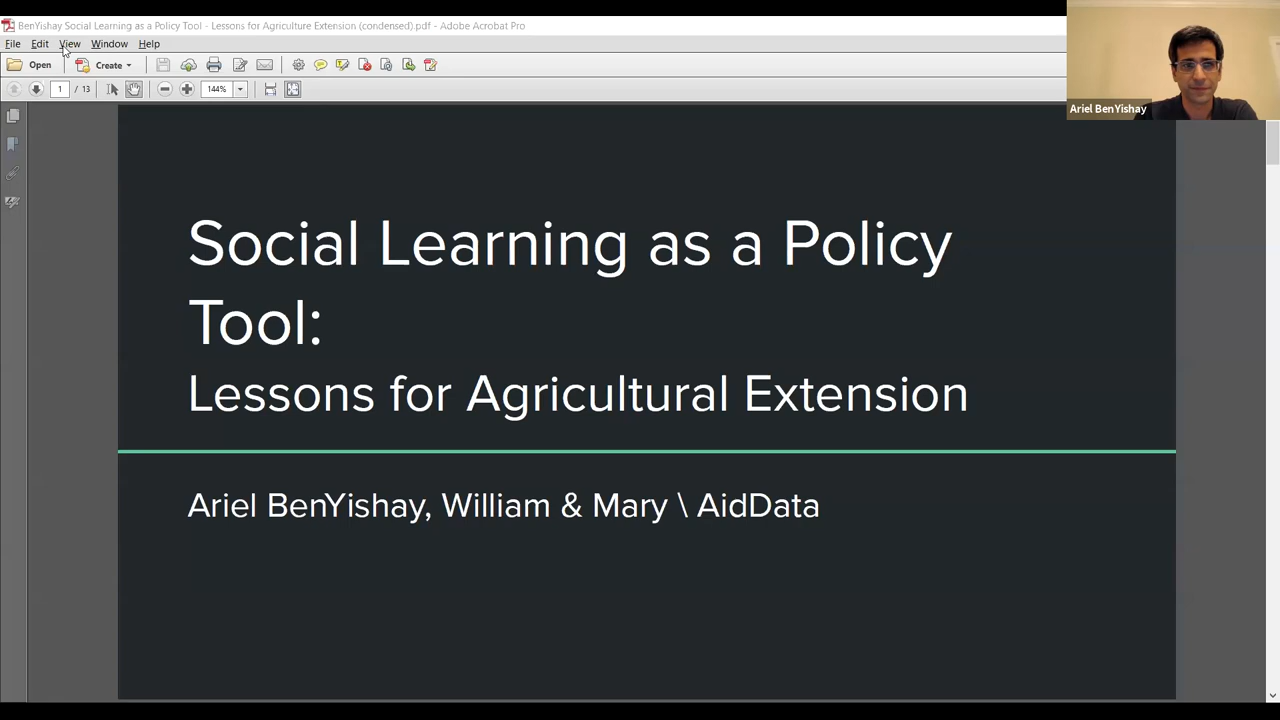 BenYishay Social Learning as a Policy Tool - Lessons for Agriculture Extension (condensed).pdf - Adobe Acrobat Pro
File Edit View Window Help
Open Create
1 / 13 144%
Ariel BenYishay
Social Learning as a Policy
Tool:
Lessons for Agricultural Extension
Ariel BenYishay, William & Mary \ AidData